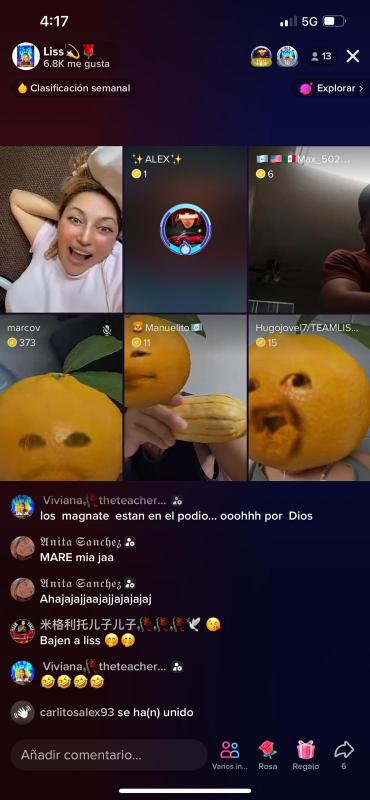 4:17
5G
Liss💫🌹
6.8K me gusta
13
Clasificación semanal
Explorar >
✨ALEX✨
1
🇬🇹 🇺🇸 🇲🇽Max_502...
6
marcov
373
🦁Manuelito🇬🇹
11
Hugojovel7/TEAMLIS...
15
Viviana🥀theteacher...
los magnate estan en el podio... ooohhh por Dios
𝔄𝔫𝔦𝔱𝔞 𝔖𝔞𝔫𝔠𝔥𝔢𝔷
MARE mia jaa
𝔄𝔫𝔦𝔱𝔞 𝔖𝔞𝔫𝔠𝔥𝔢𝔷
Ahajajajjaajajjajajajaj
米格利托儿子儿子🥀🥀🥀🕊 😘
Bajen a liss 🤭🤭
Viviana🥀theteacher...
🤣🤣🤣🤣
carlitosalex93 se ha(n) unido
Añadir comentario...
Varios in...
Rosa
Regalo
6